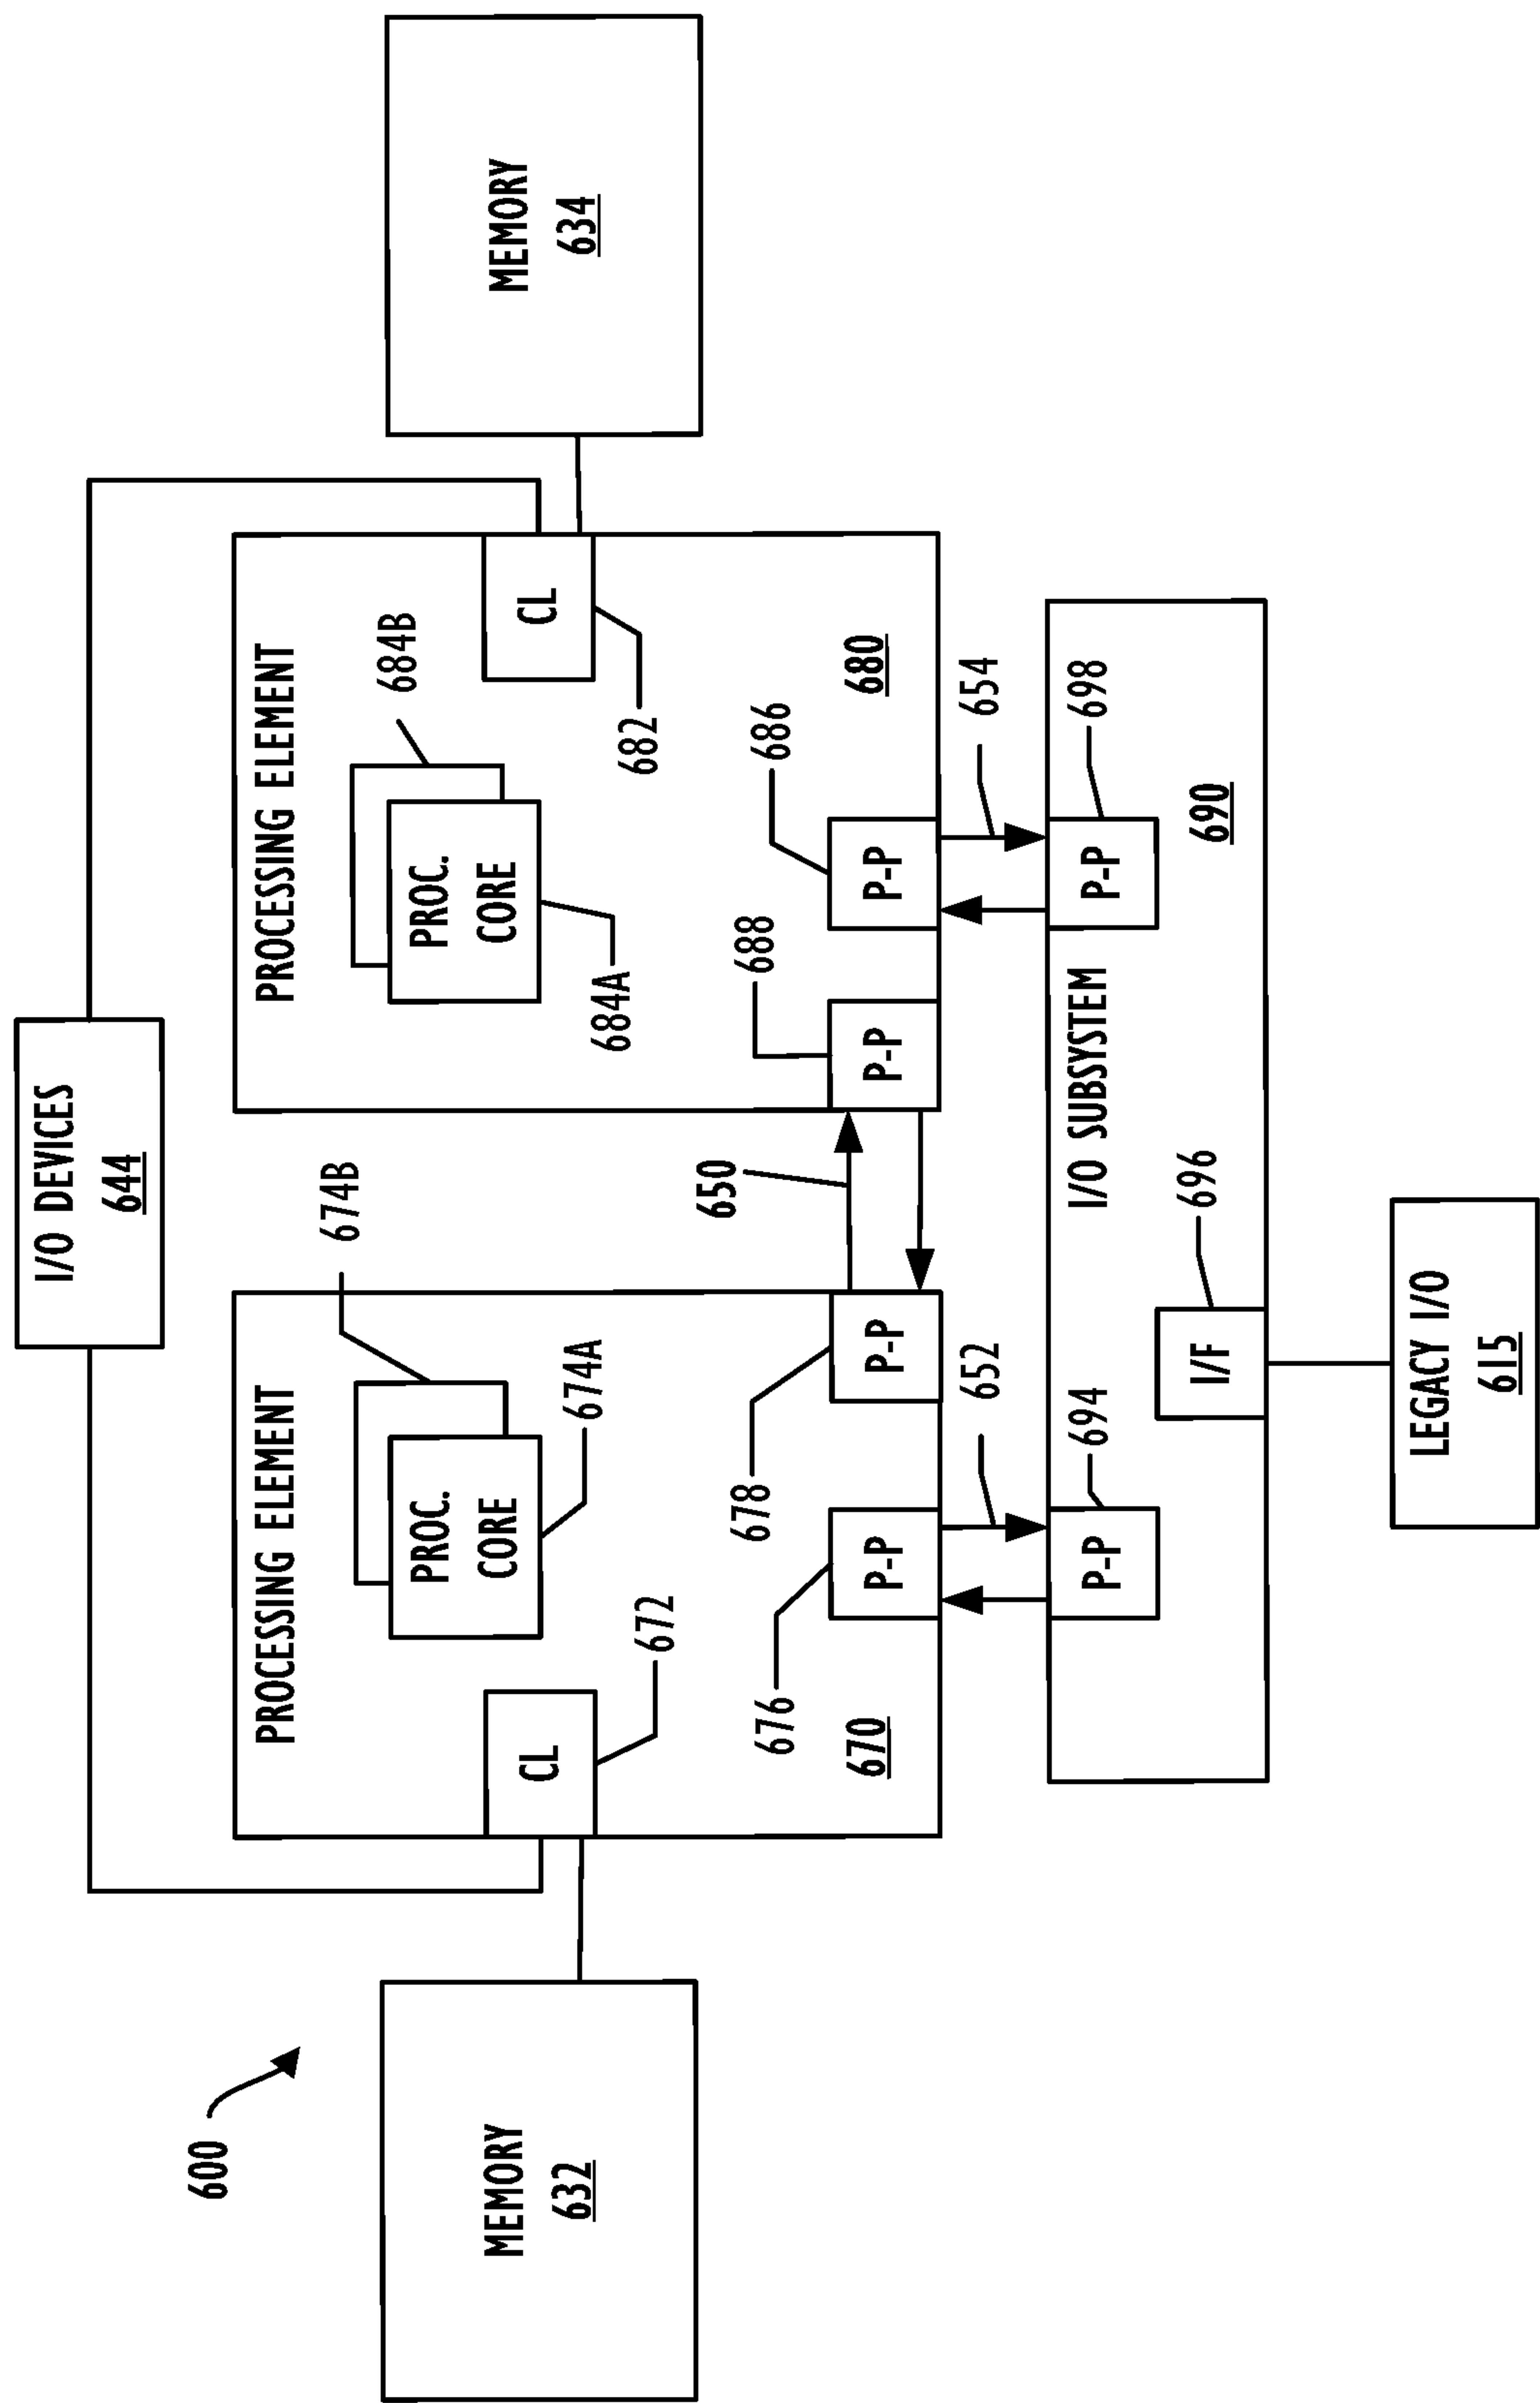 600
I/O DEVICES
644
MEMORY
632
MEMORY
634
PROCESSING ELEMENT
674B
PROC.
CORE
674A
CL
672
676
678
P-P
P-P
670
650
PROCESSING ELEMENT
684B
PROC.
CORE
684A
CL
682
688
686
P-P
P-P
680
652
654
694
P-P
I/O SUBSYSTEM
698
P-P
690
696
I/F
LEGACY I/O
615